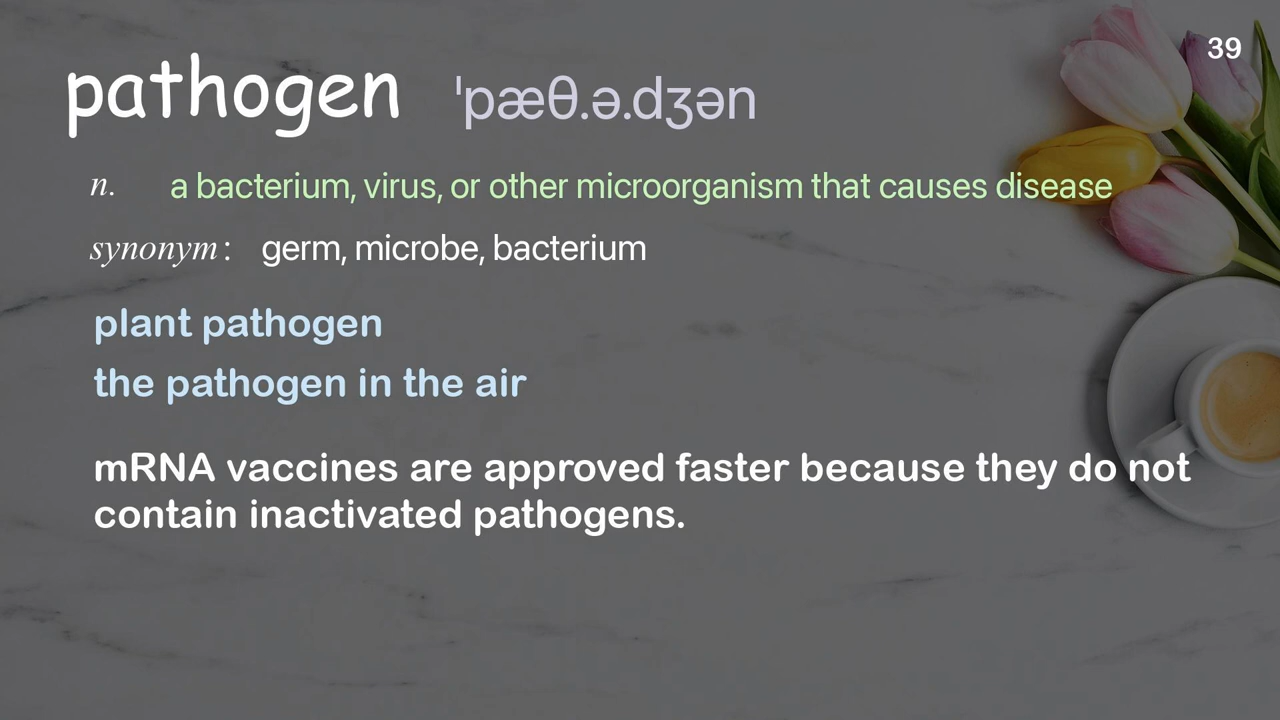 39
pathogen ˈpæθ.ə.dʒən
n. a bacterium, virus, or other microorganism that causes disease
synonym : germ, microbe, bacterium
plant pathogen
the pathogen in the air
mRNA vaccines are approved faster because they do not
contain inactivated pathogens.